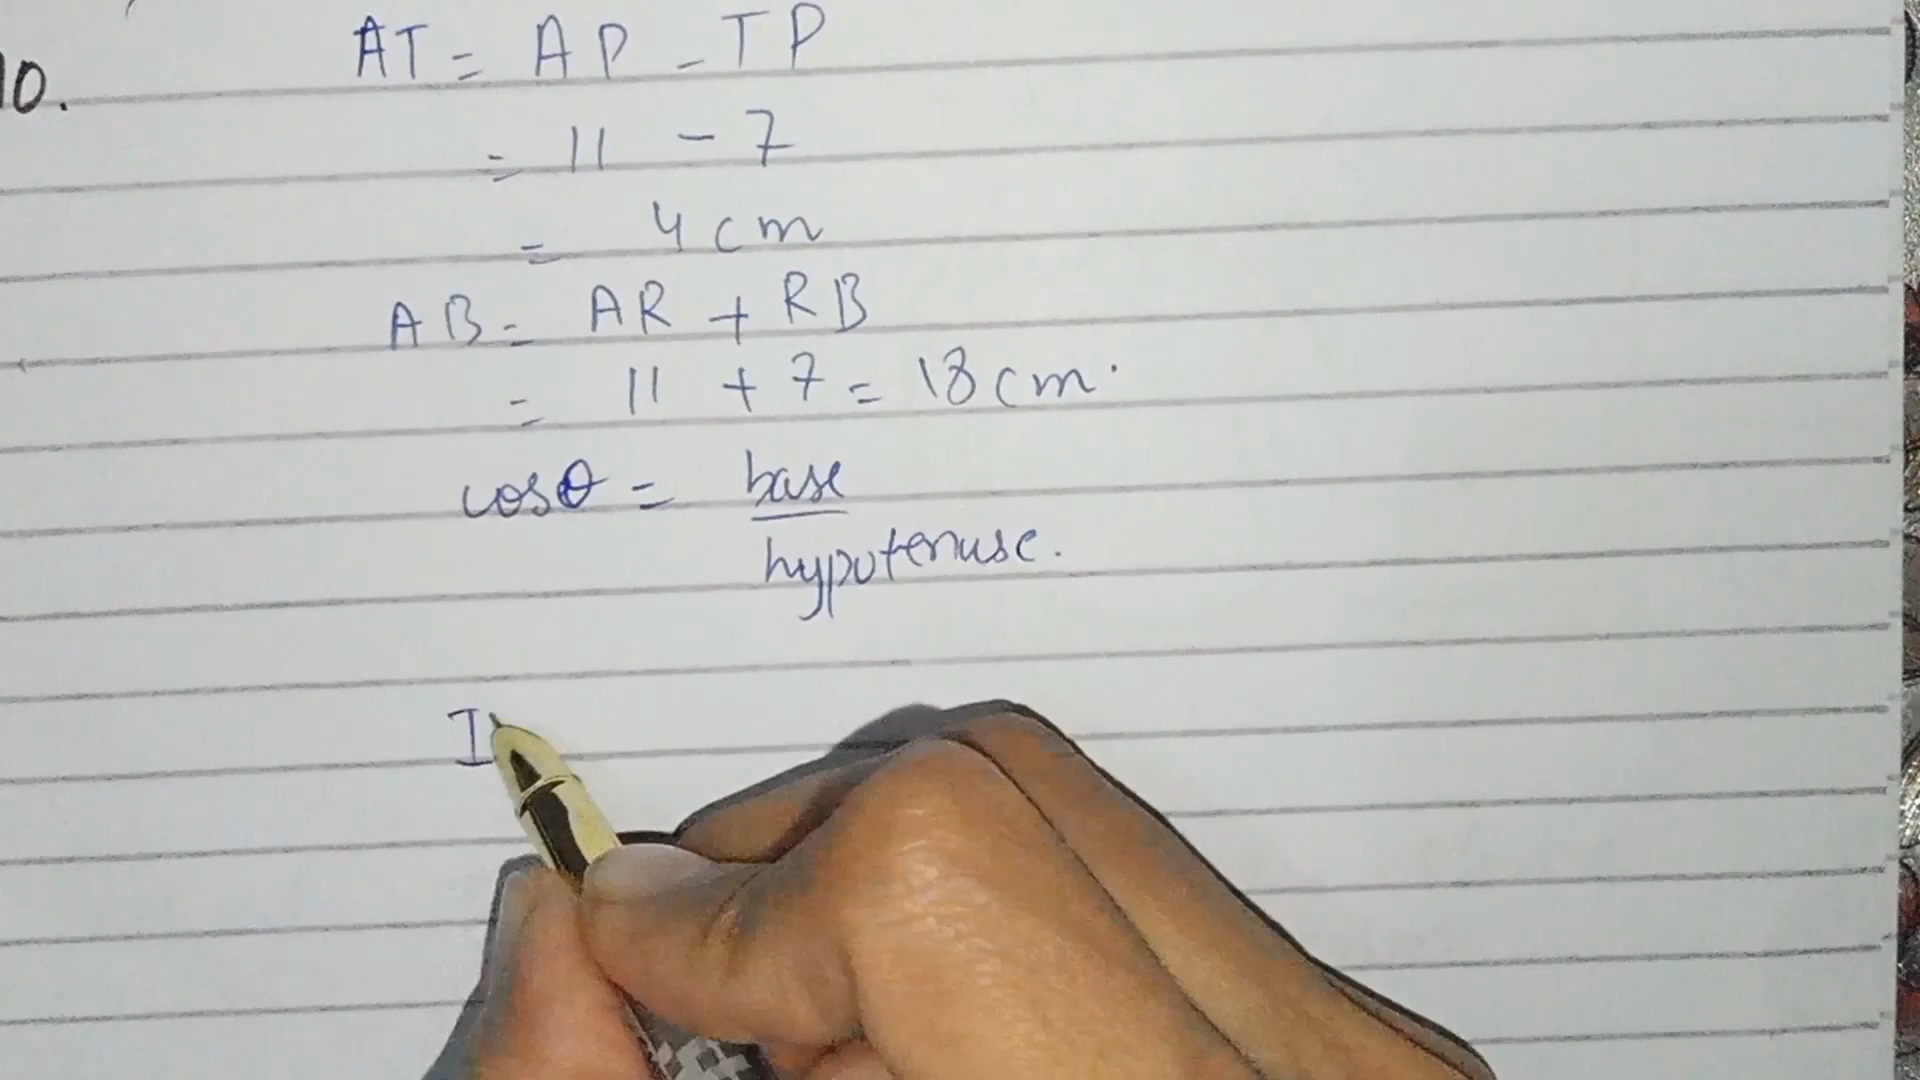 10. AT = AP - TP
= 11 - 7
= 4 cm
AB = AR + RB
= 11 + 7 = 18 cm.
cosθ = base
hypotenuse.
I